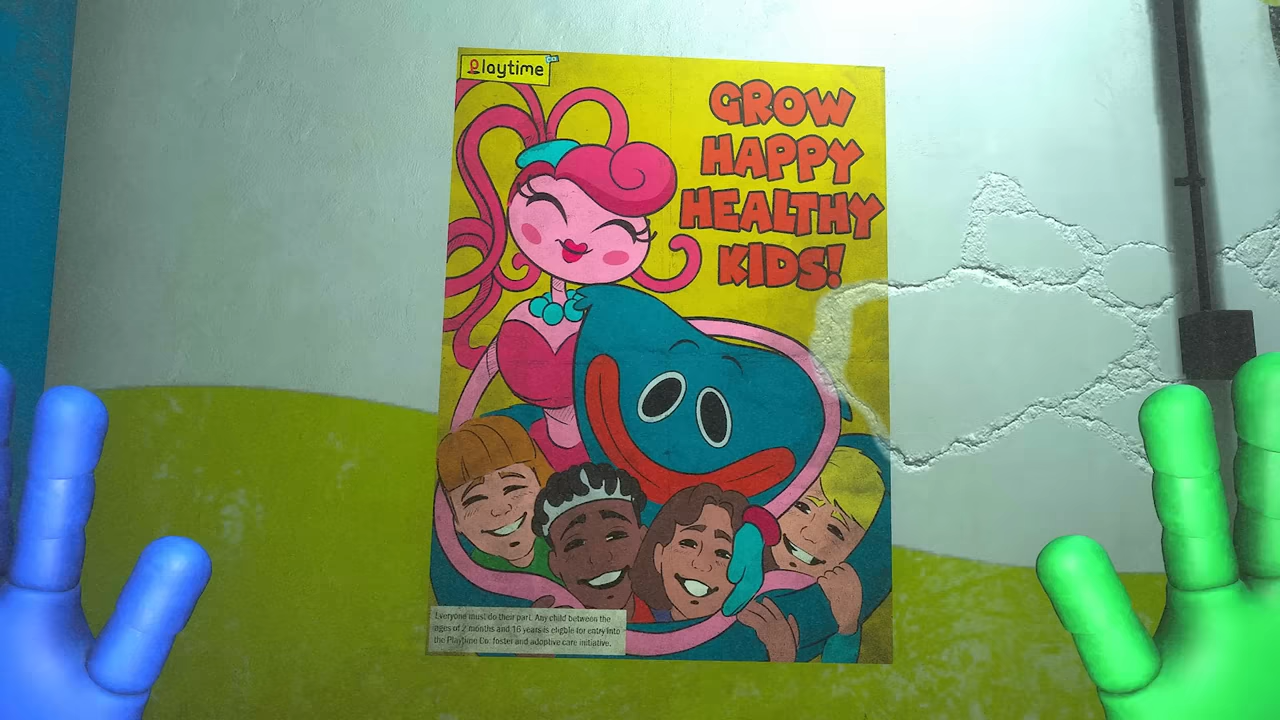 Playtime co
GROW
HAPPY
HEALTHY
KIDS!
Everyone must do their part. Any child between the
ages of 2 months and 16 years is eligible for entry into
the Playtime Co. foster and adoptive care initiative.